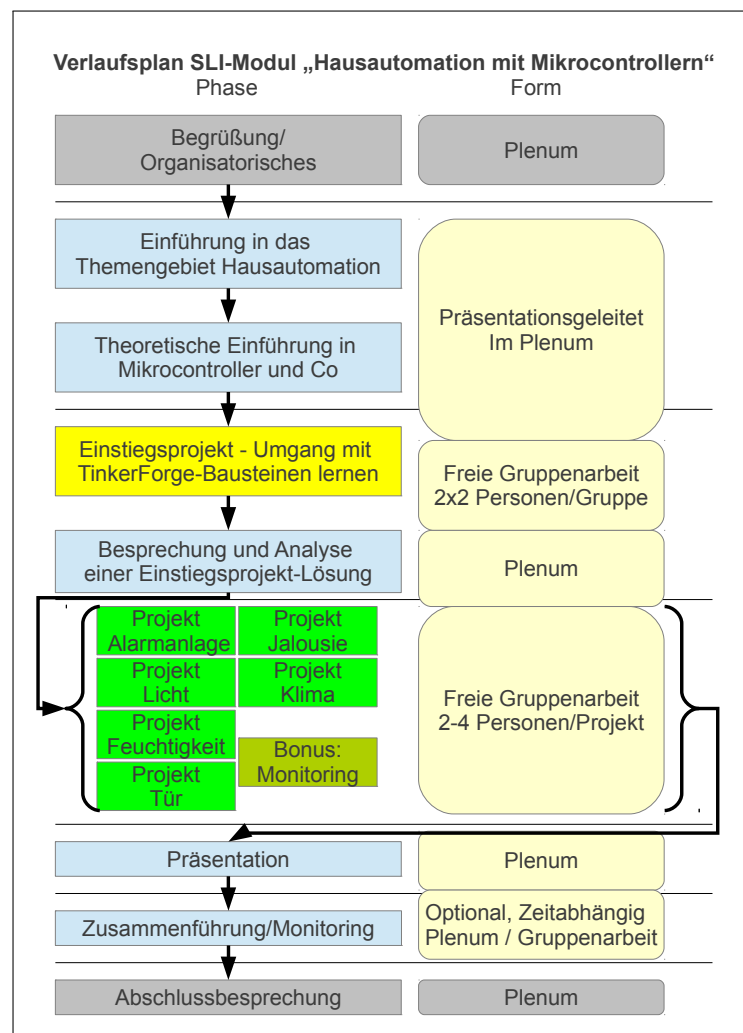 Verlaufsplan SLI-Modul „Hausautomation mit Mikrocontrollern“
Phase
Form
Begrüßung/
Organisatorisches
Plenum
Einführung in das
Themengebiet Hausautomation
Theoretische Einführung in
Mikrocontroller und Co
Präsentationsgeleitet
Im Plenum
Einstiegsprojekt - Umgang mit
TinkerForge-Bausteinen lernen
Freie Gruppenarbeit
2x2 Personen/Gruppe
Besprechung und Analyse
einer Einstiegsprojekt-Lösung
Plenum
Projekt
Alarmanlage
Projekt
Jalousie
Projekt
Licht
Projekt
Klima
Projekt
Feuchtigkeit
Bonus:
Monitoring
Projekt
Tür
Freie Gruppenarbeit
2-4 Personen/Projekt
Präsentation
Plenum
Zusammenführung/Monitoring
Optional, Zeitabhängig
Plenum / Gruppenarbeit
Abschlussbesprechung
Plenum